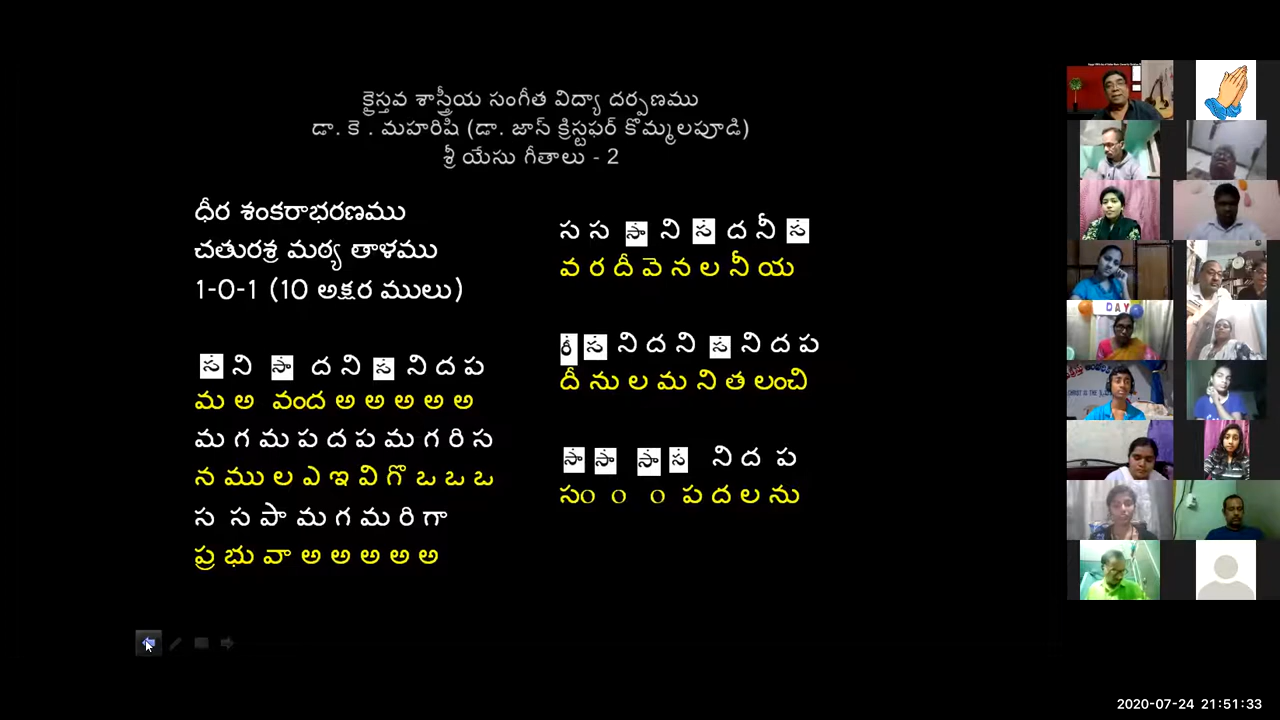 క్రైస్తవ శాస్త్రీయ సంగీత విద్యా దర్పణము
డా. కె . మహరిషి (డా. జాస్ క్రిస్టఫర్ కొమ్మలపూడి)
శ్రీ యేసు గీతాలు - 2
ధీర శంకరాభరణము
చతురశ్ర మఠ్య తాళము
1-0-1 (10 అక్షర ములు)
స ని సా ద ని స ని ద ప
మ అ వంద అ అ అ అ అ
మ గ మ ప ద ప మ గ రి స
న ము ల ఎ ఇ వి గొ ఒ ఒ ఒ
స స పా మ గ మ రి గా
ప్ర భు వా అ అ అ అ అ
స స సా ని స ద నీ స
వ ర దీ వె న ల నీ య
రీ స ని ద ని స ని ద ప
దీ ను ల మ ని త లంచి
సా సా సా స ని ద ప
సం ం ం ప ద ల ను
DAY
2020-07-24 21:51:33